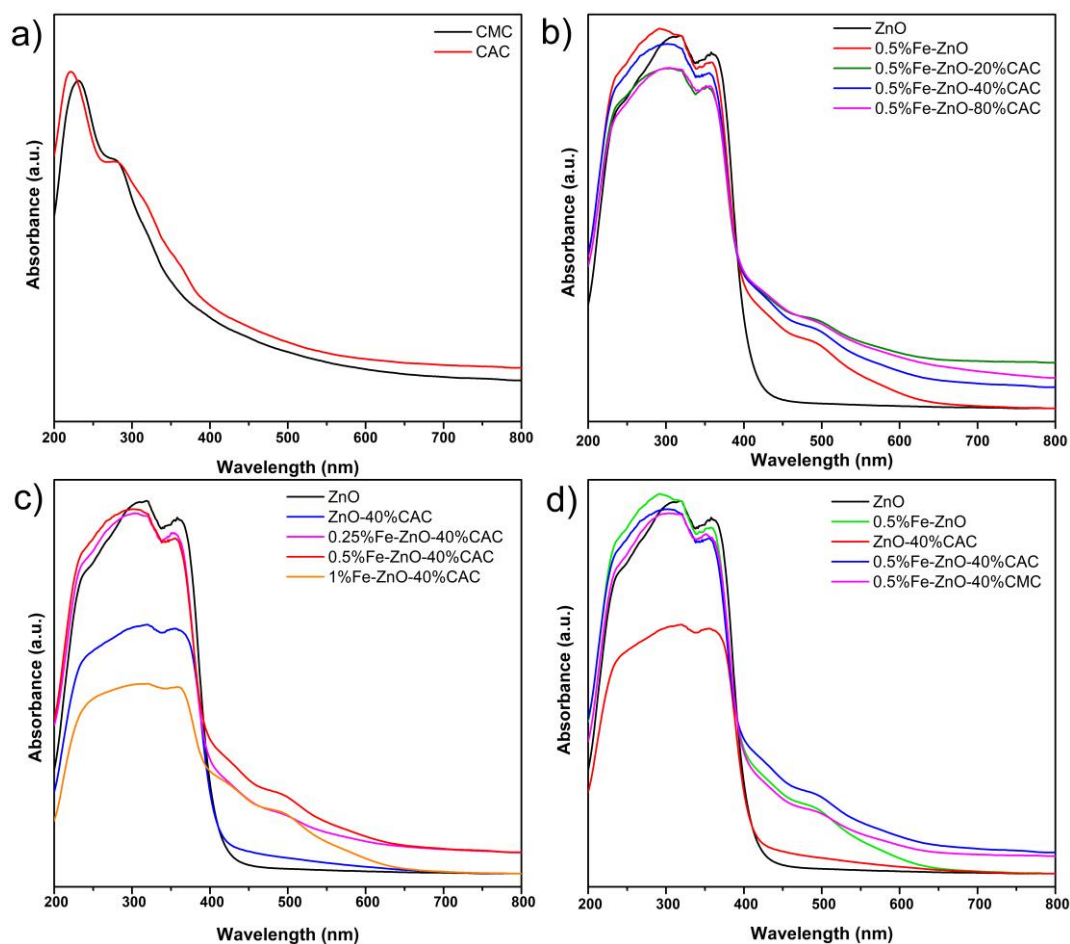 a)
CMC
CAC
Absorbance (a.u.)
200 300 400 500 600 700 800
Wavelength (nm)
b)
ZnO
0.5%Fe-ZnO
0.5%Fe-ZnO-20%CAC
0.5%Fe-ZnO-40%CAC
0.5%Fe-ZnO-80%CAC
Absorbance (a.u.)
200 300 400 500 600 700 800
Wavelength (nm)
c)
ZnO
ZnO-40%CAC
0.25%Fe-ZnO-40%CAC
0.5%Fe-ZnO-40%CAC
1%Fe-ZnO-40%CAC
Absorbance (a.u.)
200 300 400 500 600 700 800
Wavelength (nm)
d)
ZnO
0.5%Fe-ZnO
ZnO-40%CAC
0.5%Fe-ZnO-40%CAC
0.5%Fe-ZnO-40%CMC
Absorbance (a.u.)
200 300 400 500 600 700 800
Wavelength (nm)